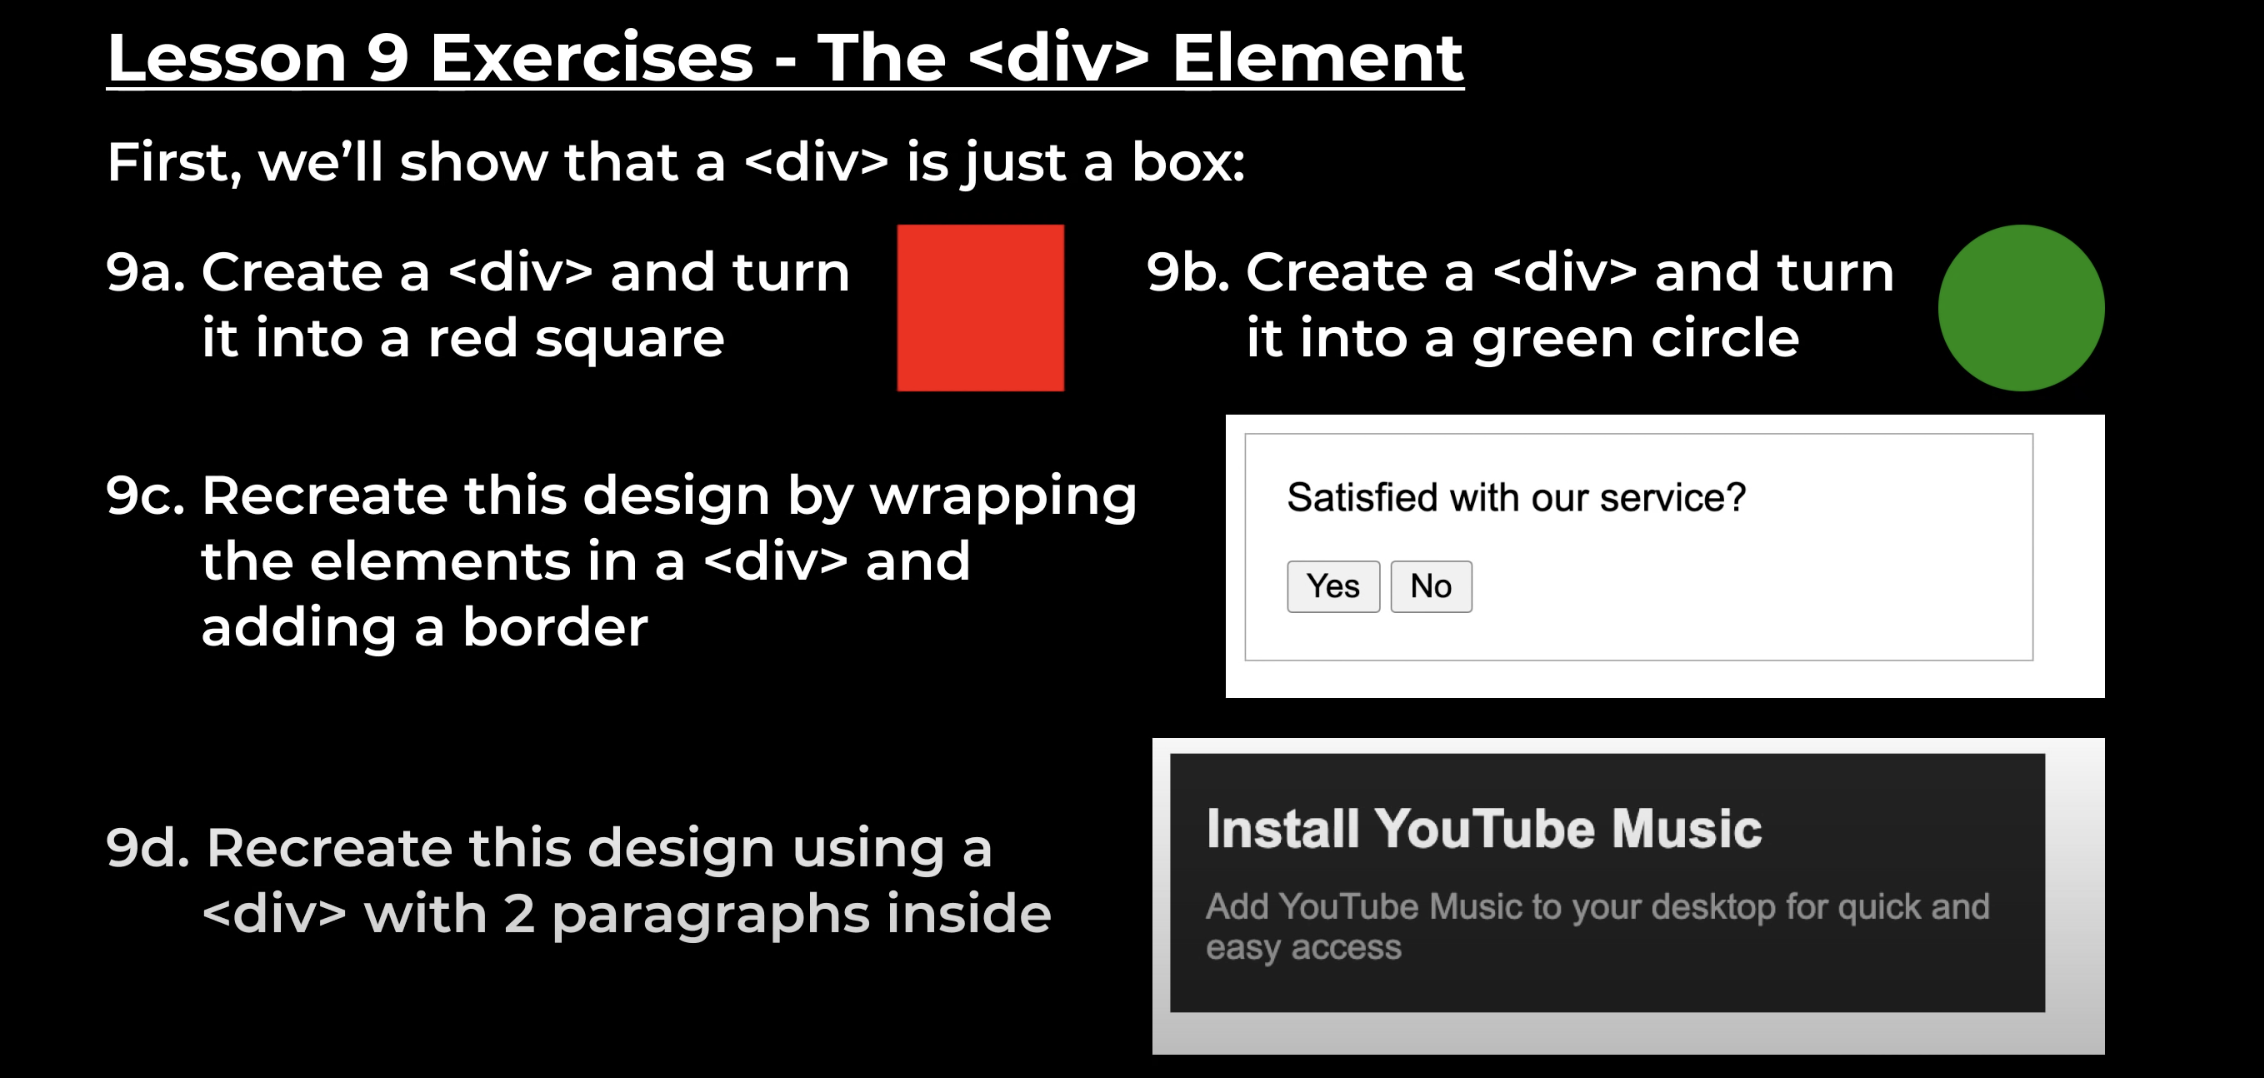 Lesson 9 Exercises - The <div> Element
First, we’ll show that a <div> is just a box:
9a. Create a <div> and turn
it into a red square
9b. Create a <div> and turn
it into a green circle
9c. Recreate this design by wrapping
the elements in a <div> and
adding a border
Satisfied with our service?
Yes No
9d. Recreate this design using a
<div> with 2 paragraphs inside
Install YouTube Music
Add YouTube Music to your desktop for quick and
easy access